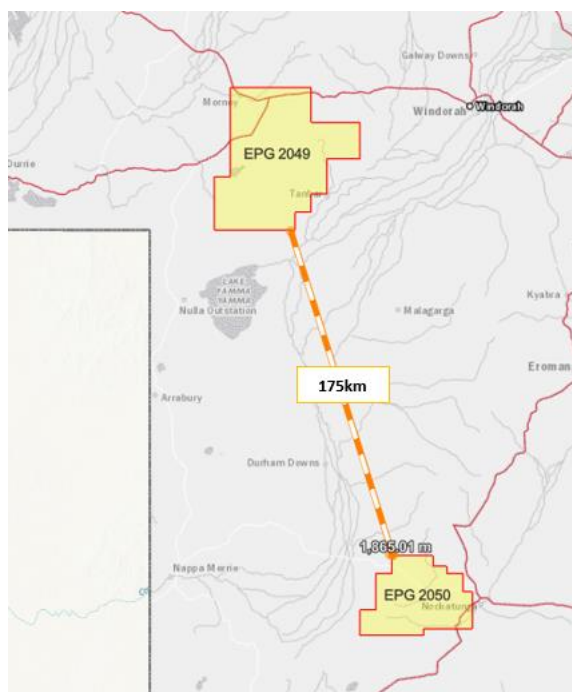 Galway Downs
Morney
Windorah
Windorah
EPG 2049
Durrie
Tanbar
LAKE
YAMMA
YAMMA
Nulla Outstation
Malagarga
Kyabra
175km
Eroman
Arrabury
Durham Downs
1,865.01 m
Nappa Merrie
EPG 2050
Nockatunga